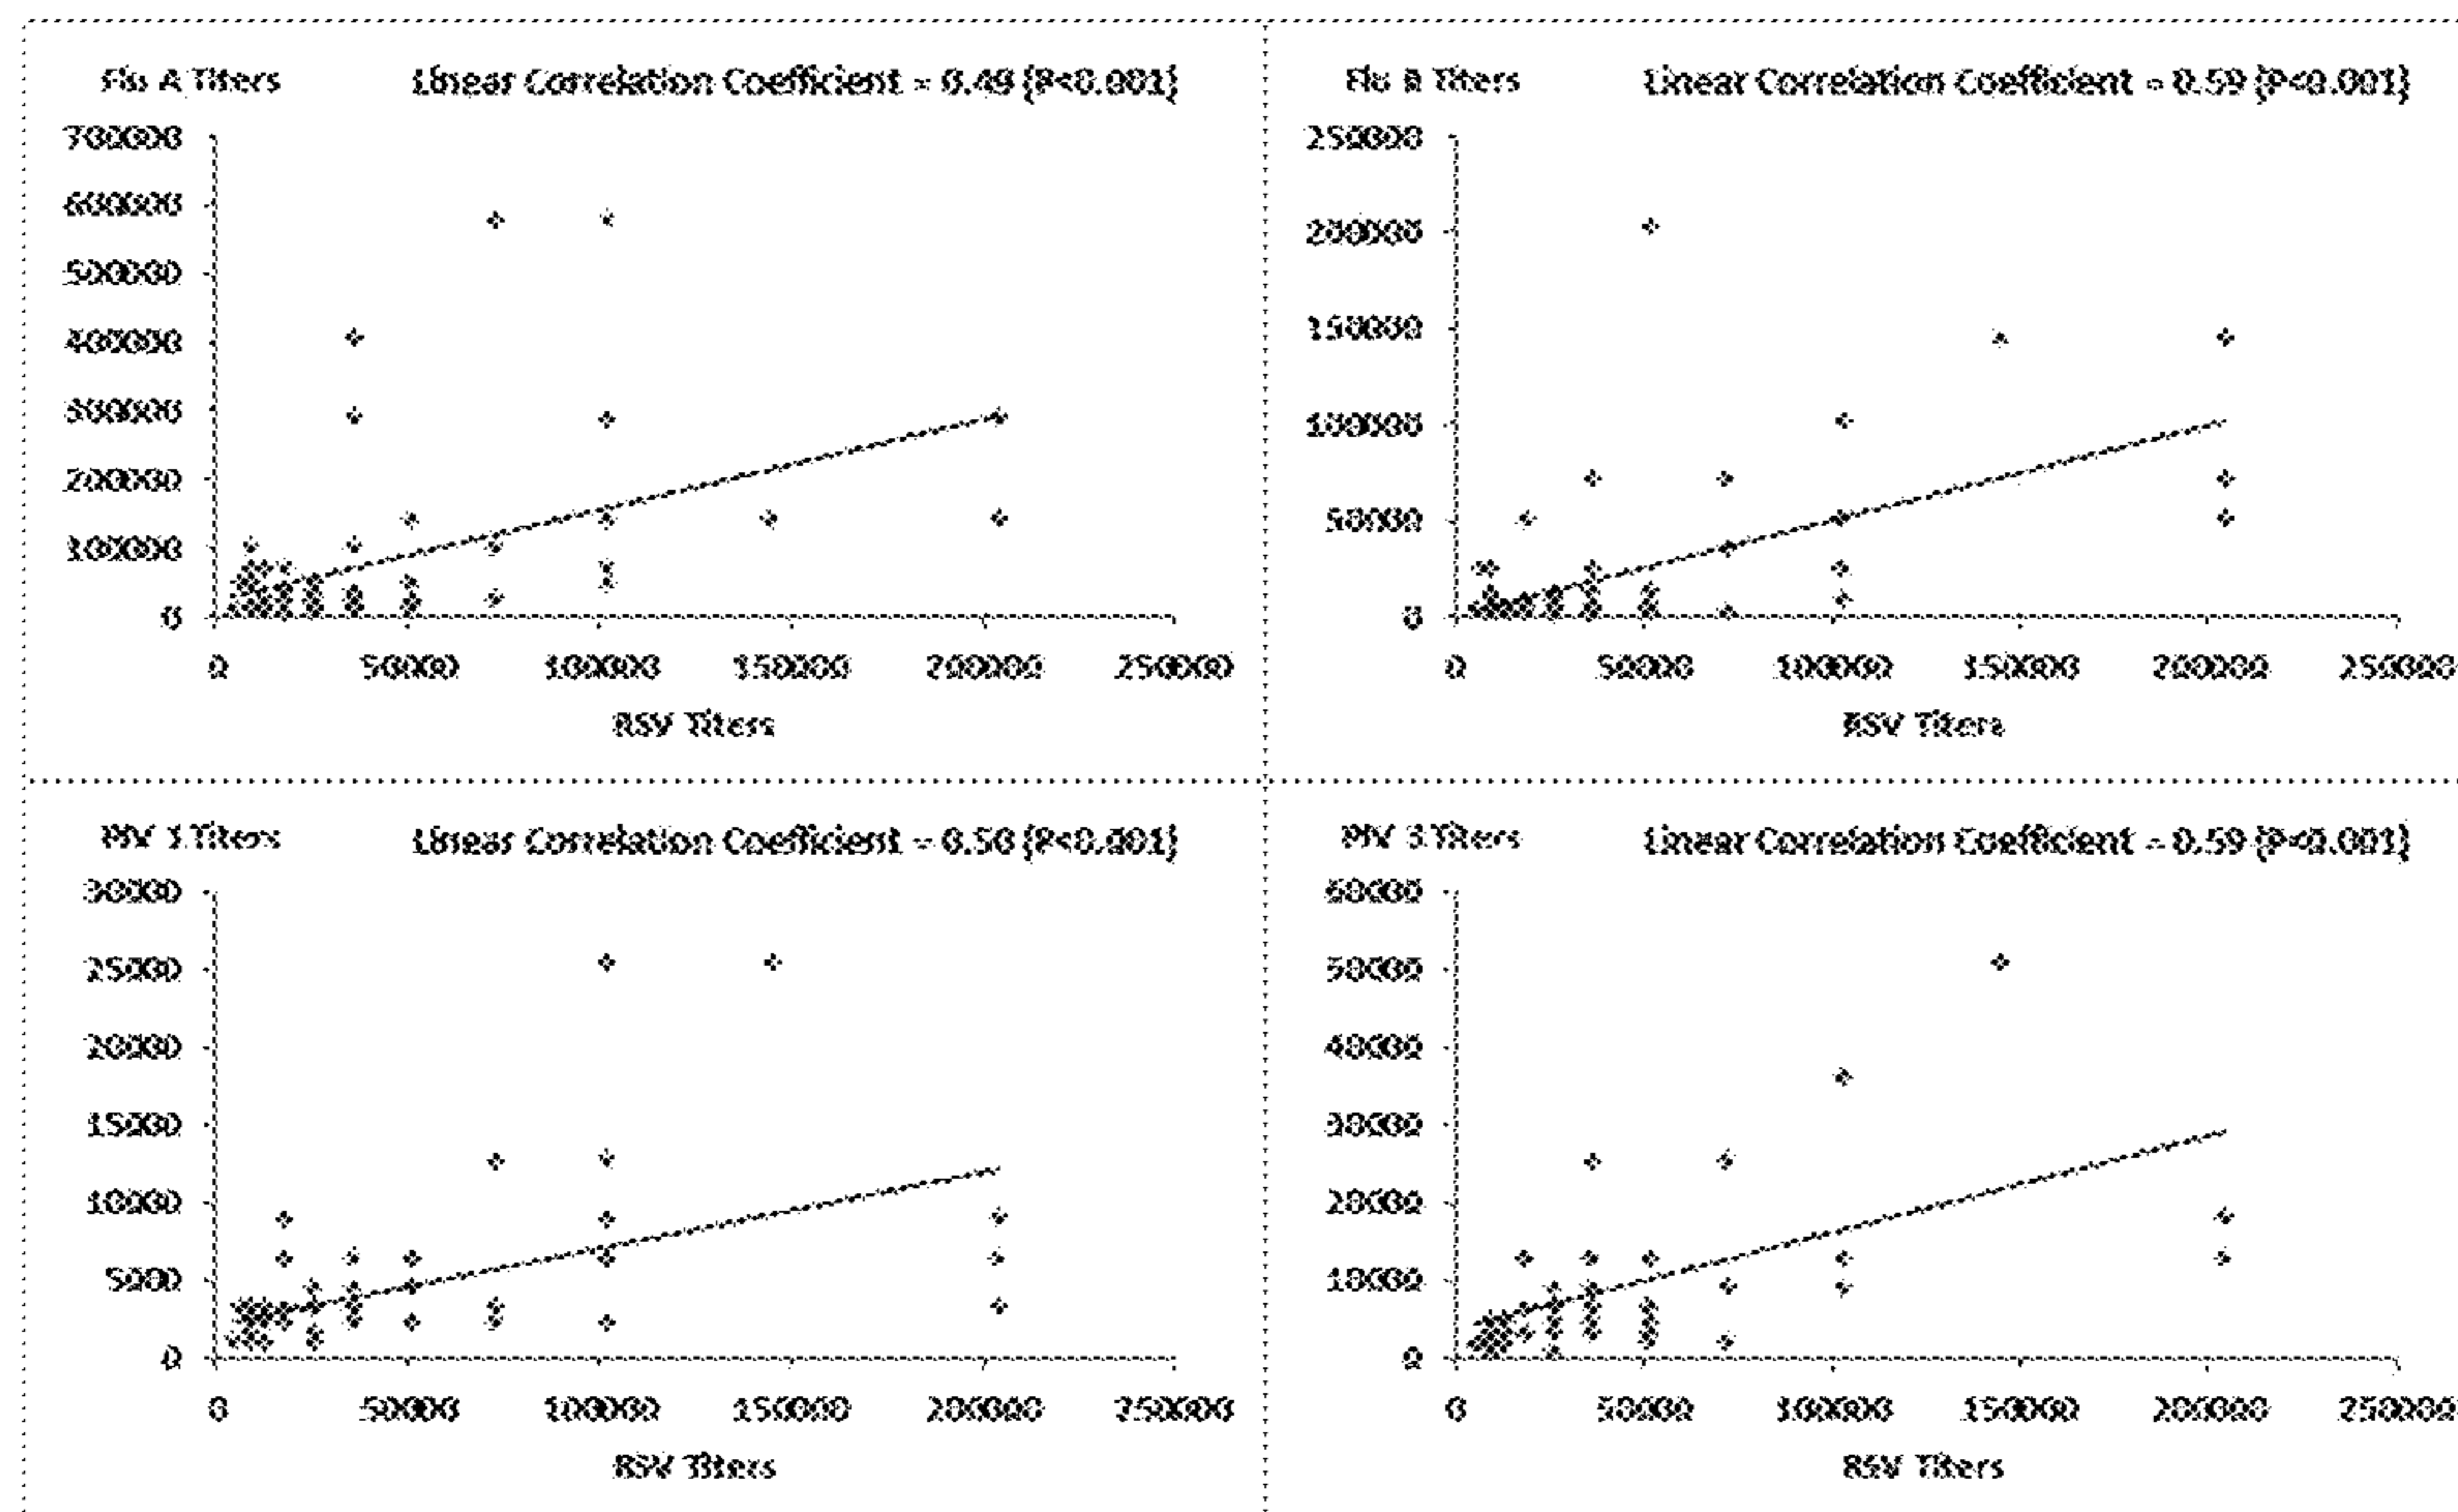 Flu A Titers Linear Correlation Coefficient = 0.49 (P<0.001)
700000
600000
500000
400000
300000
200000
100000
0
0 50000 100000 150000 200000 250000
RSV Titers
Flu B Titers Linear Correlation Coefficient = 0.59 (P<0.001)
250000
200000
150000
100000
50000
0
0 50000 100000 150000 200000 250000
RSV Titers
PIV 1 Titers Linear Correlation Coefficient = 0.50 (P<0.001)
30000
25000
20000
15000
10000
5000
0
0 50000 100000 150000 200000 250000
RSV Titers
PIV 3 Titers Linear Correlation Coefficient = 0.59 (P<0.001)
60000
50000
40000
30000
20000
10000
0
0 50000 100000 150000 200000 250000
RSV Titers